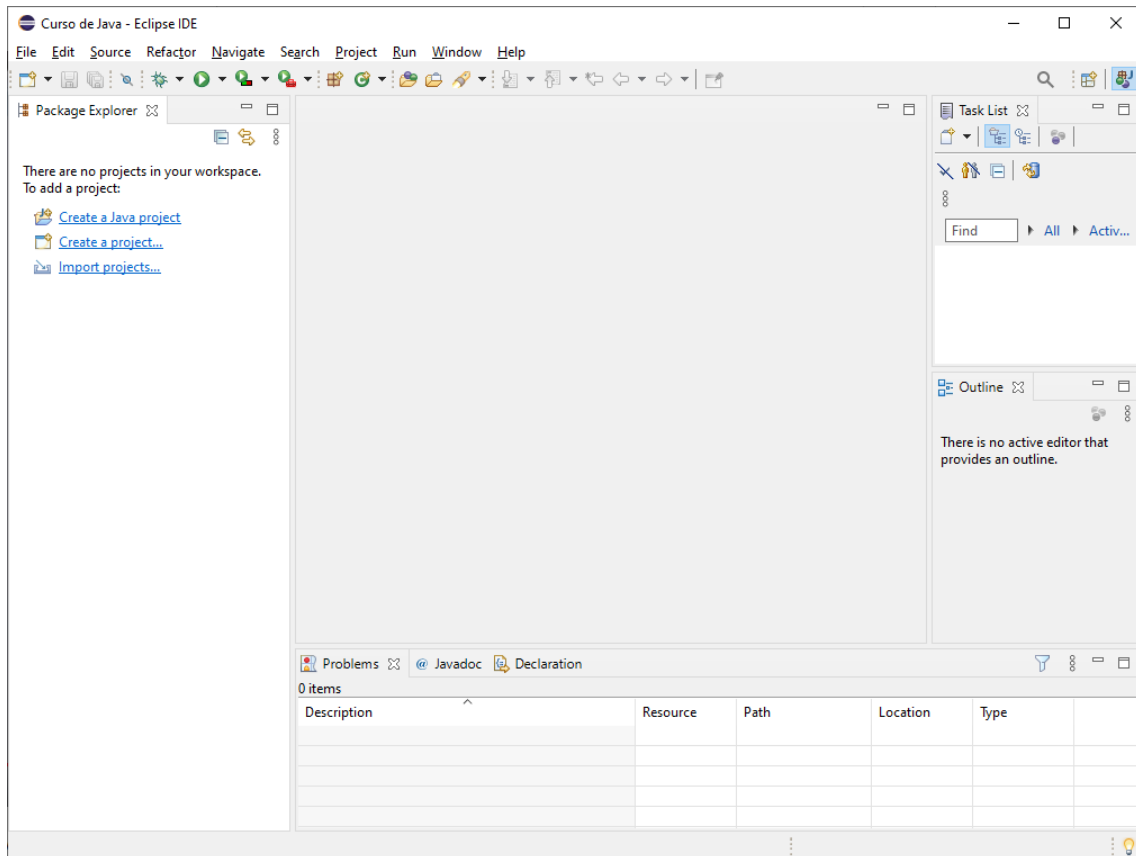 Curso de Java - Eclipse IDE
File Edit Source Refactor Navigate Search Project Run Window Help
Package Explorer
There are no projects in your workspace.
To add a project:
Create a Java project
Create a project...
Import projects...
Task List
Find All Activ...
Outline
There is no active editor that
provides an outline.
Problems @ Javadoc Declaration
0 items
Description Resource Path Location Type